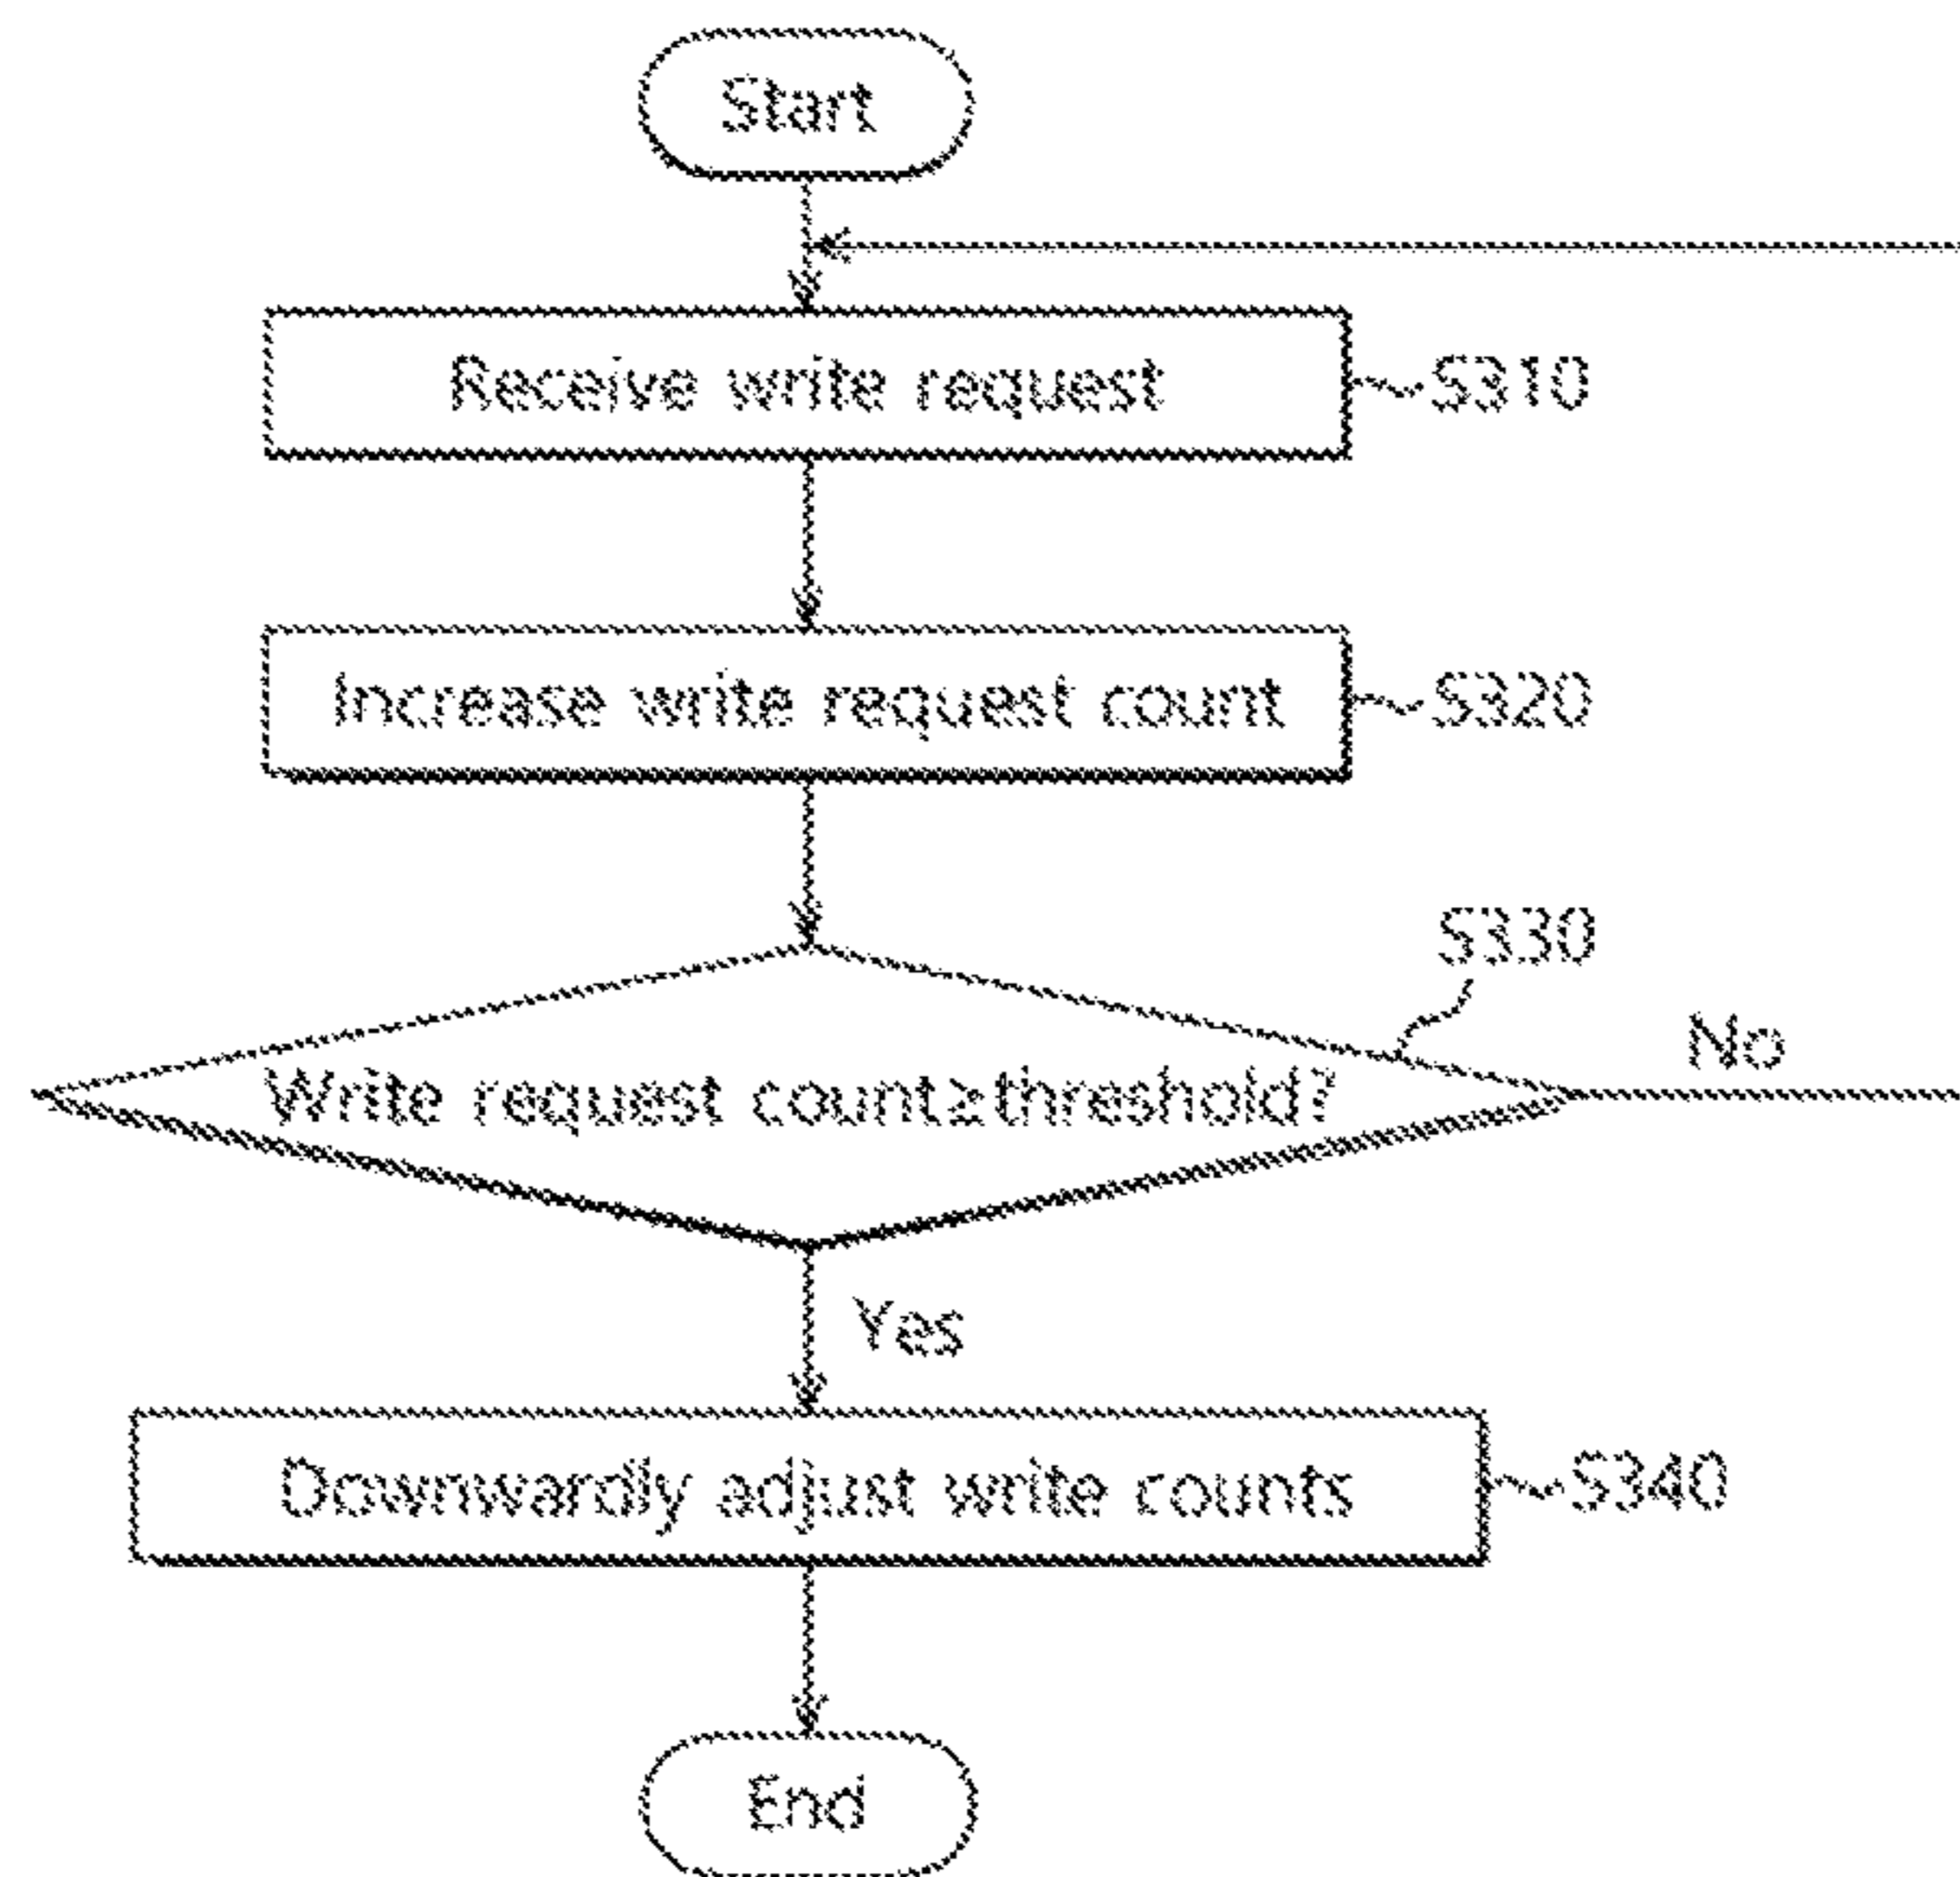 Start
Receive write request
S310
Increase write request count
S320
S330
Write request count≥threshold?
No
Yes
Downwardly adjust write counts
S340
End